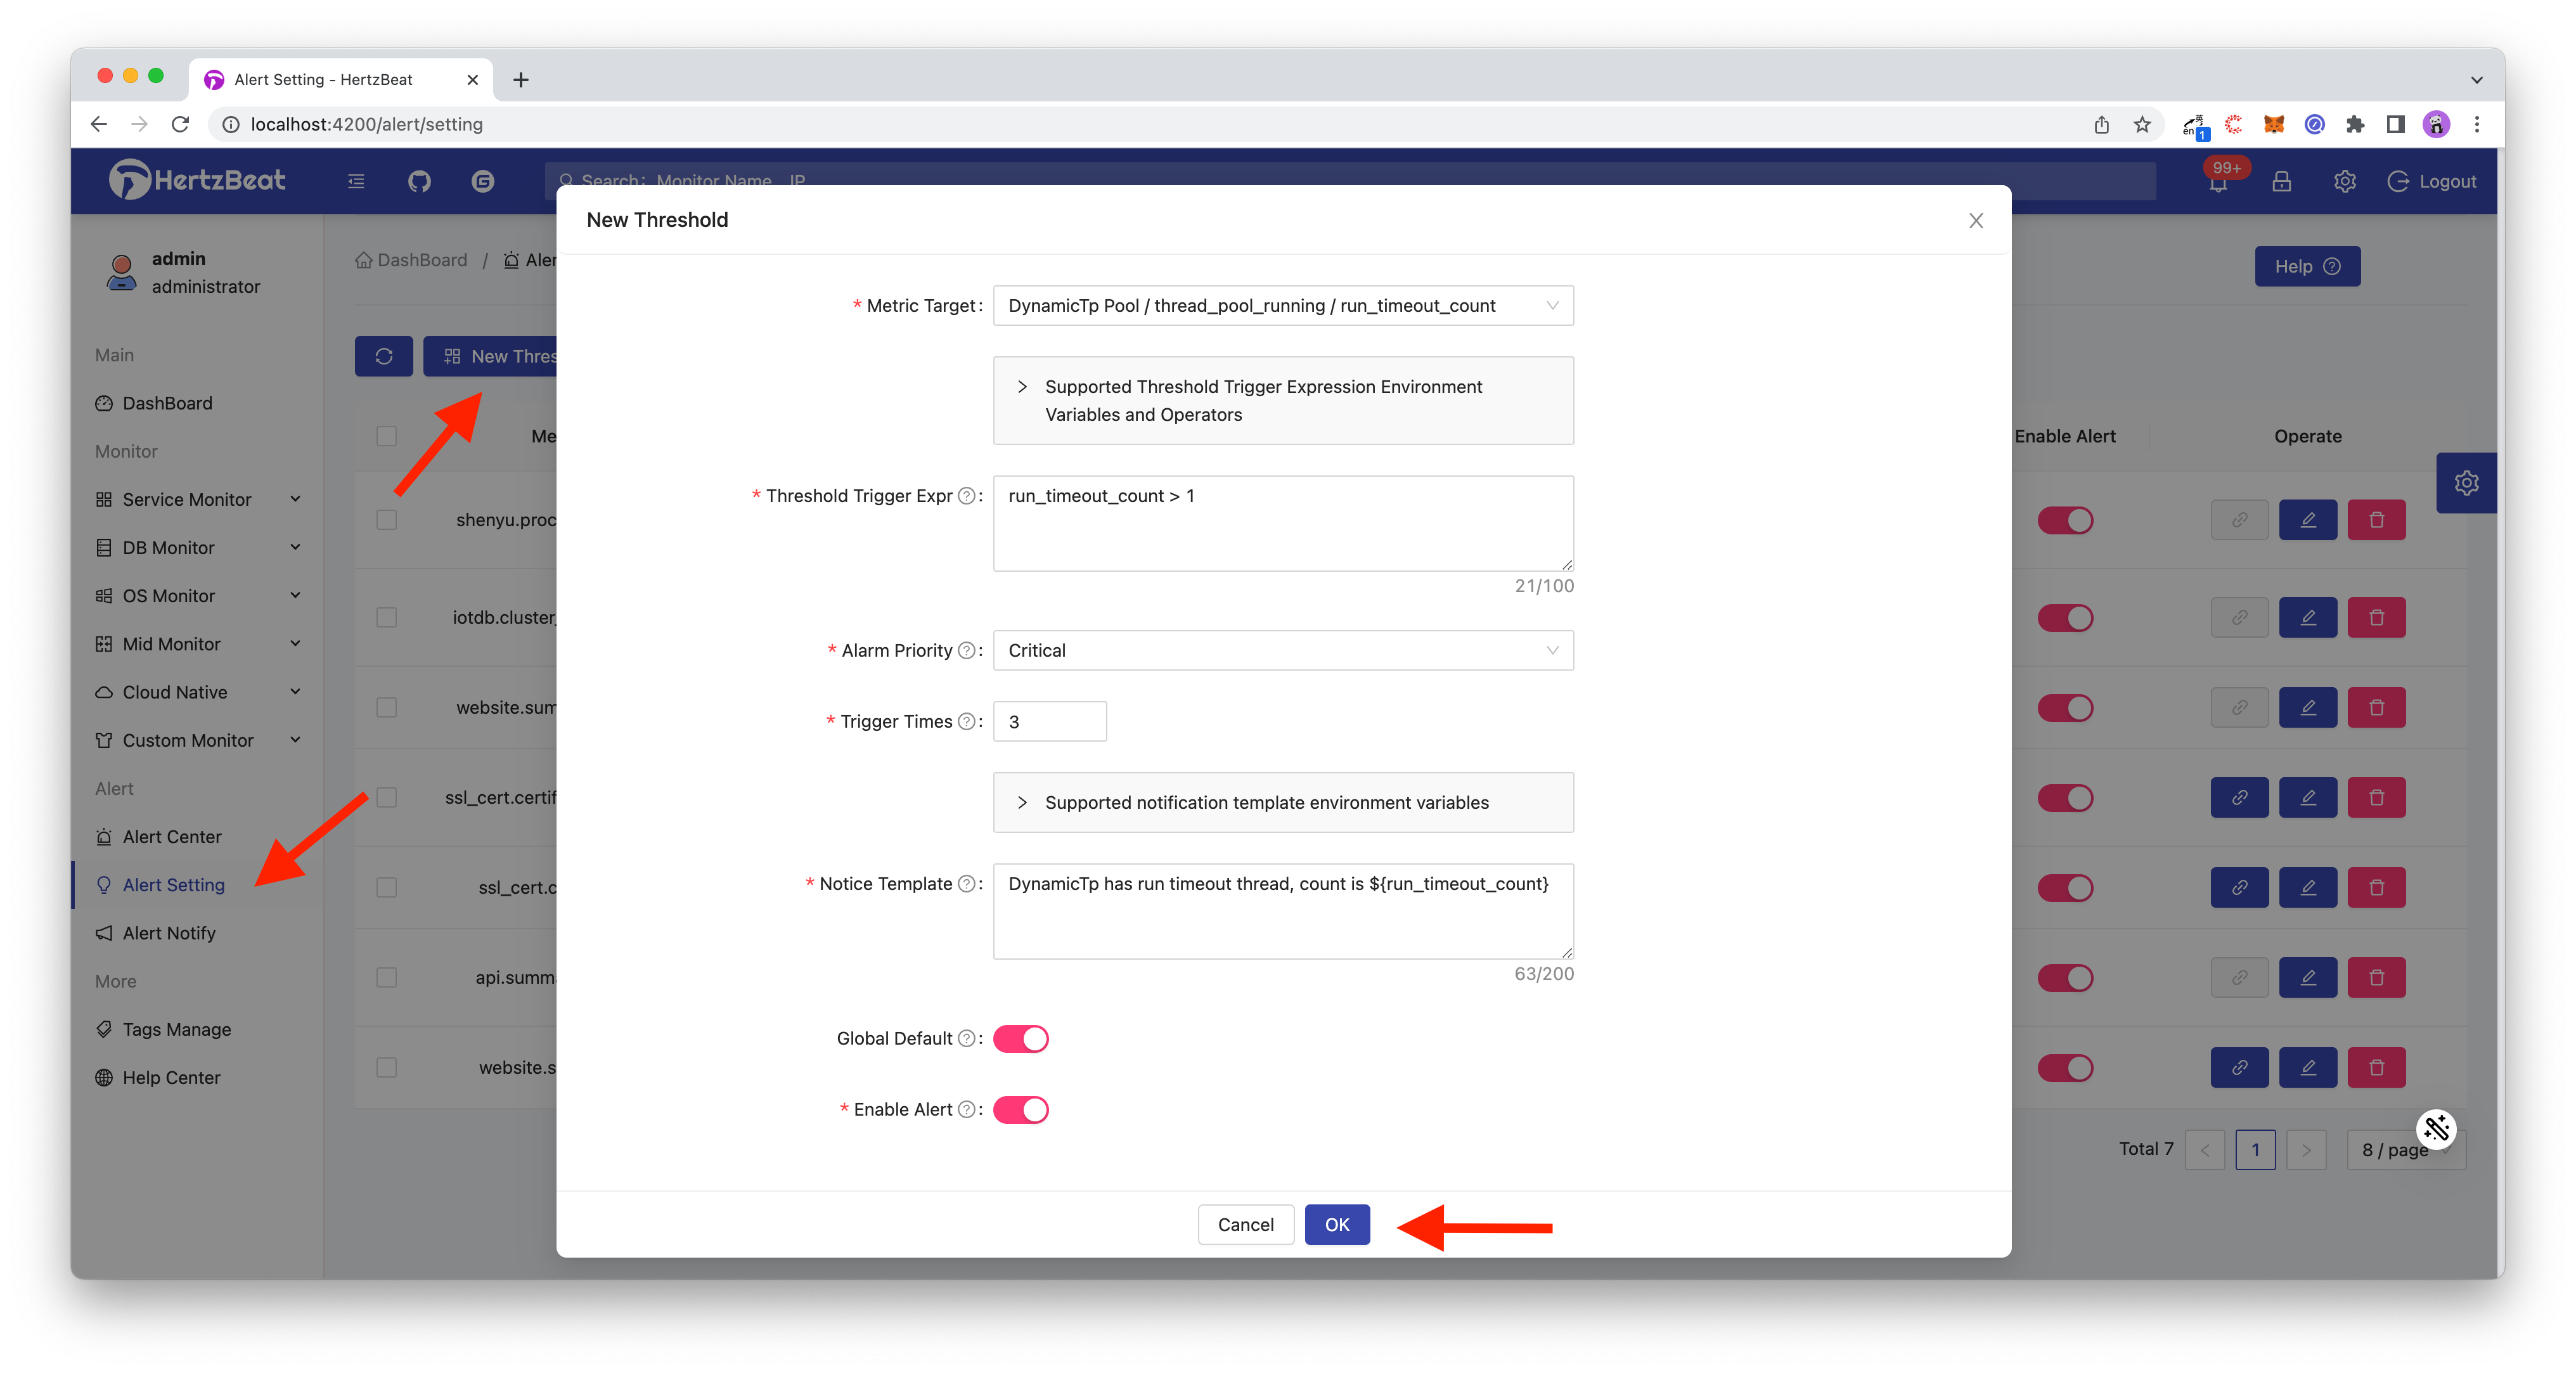 Alert Setting - HertzBeat
localhost:4200/alert/setting
en 英 1
HertzBeat
Search: Monitor Name IP
99+
Logout
admin
administrator
DashBoard /
Help
New Threshold
* Metric Target: DynamicTp Pool / thread_pool_running / run_timeout_count
Supported Threshold Trigger Expression Environment
Variables and Operators
* Threshold Trigger Expr : run_timeout_count > 1
21/100
* Alarm Priority : Critical
* Trigger Times : 3
Supported notification template environment variables
* Notice Template : DynamicTp has run timeout thread, count is ${run_timeout_count}
63/200
Global Default :
* Enable Alert :
Cancel OK
Main
DashBoard
Monitor
Service Monitor
DB Monitor
OS Monitor
Mid Monitor
Cloud Native
Custom Monitor
Alert
Alert Center
Alert Setting
Alert Notify
More
Tags Manage
Help Center
New Thres
Me
Enable Alert Operate
shenyu.proc
iotdb.cluster_
website.sum
ssl_cert.certif
ssl_cert.c
api.summ
website.s
Total 7 < 1 > 8 / page